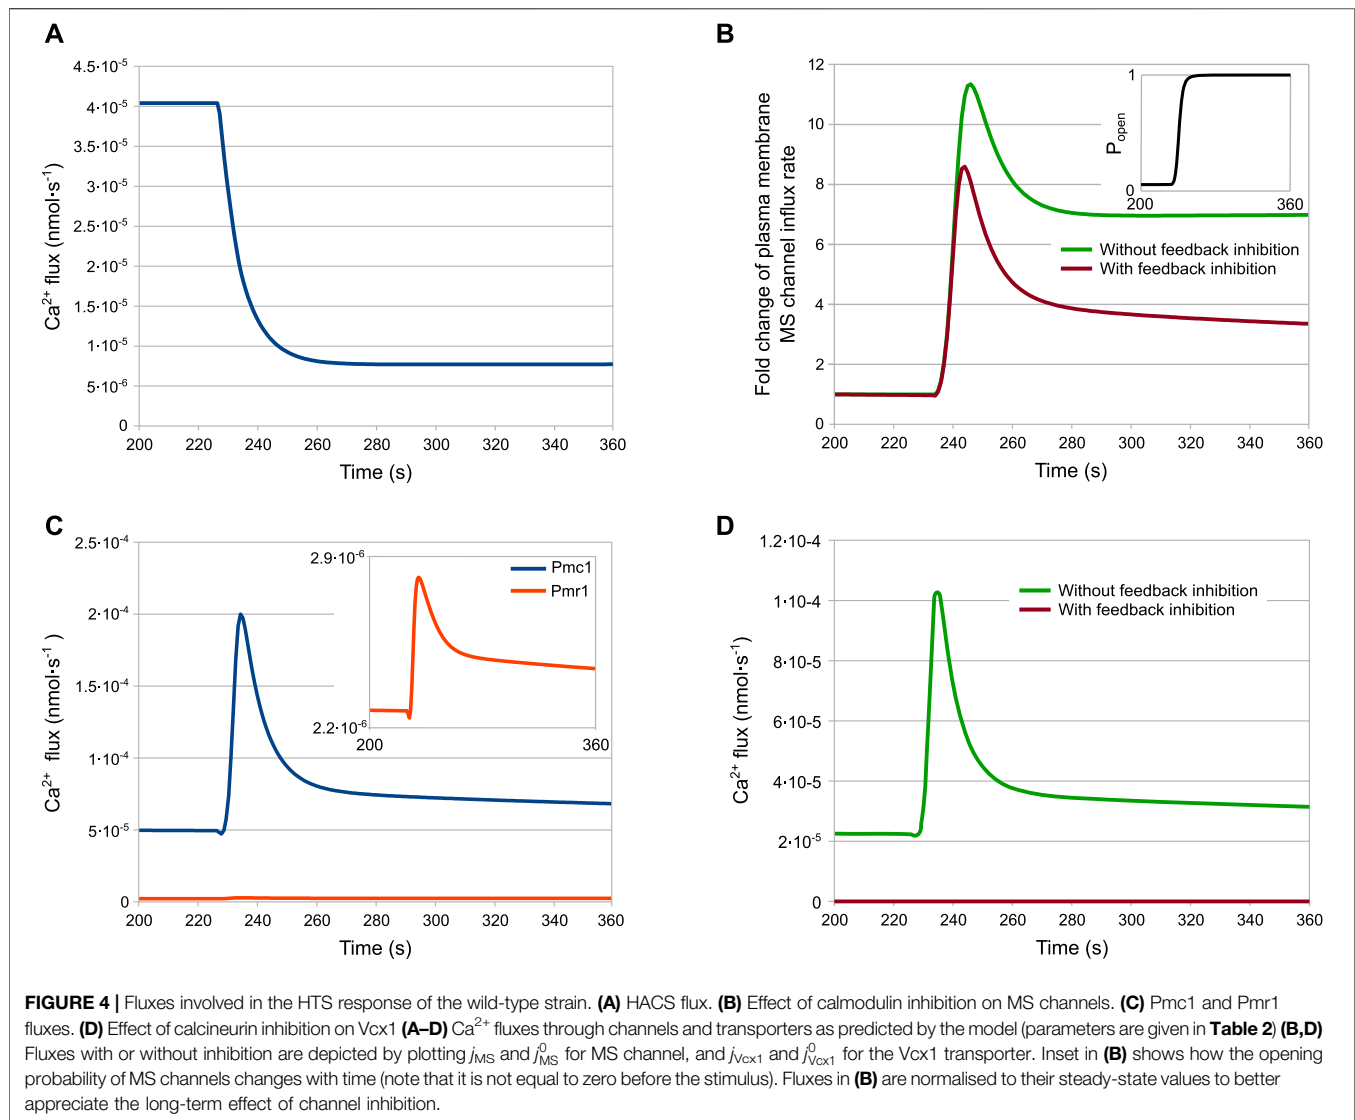 A
Ca²⁺ flux (nmol·s⁻¹)
4.5·10⁻⁵
4·10⁻⁵
3.5·10⁻⁵
3·10⁻⁵
2.5·10⁻⁵
2·10⁻⁵
1.5·10⁻⁵
1·10⁻⁵
5·10⁻⁶
0
200 220 240 260 280 300 320 340 360
Time (s)
B
Fold change of plasma membrane
MS channel influx rate
12
10
8
6
4
2
0
200 220 240 260 280 300 320 340 360
Time (s)
P_open
1
0
200 360
Without feedback inhibition
With feedback inhibition
C
Ca²⁺ flux (nmol·s⁻¹ )
2.5·10⁻⁴
2·10⁻⁴
1.5·10⁻⁴
1·10⁻⁴
5·10⁻⁵
0
200 220 240 260 280 300 320 340 360
Time (s)
2.9·10⁻⁶
2.2·10⁻⁶
200 360
Pmc1
Pmr1
D
Ca²⁺ flux (nmol·s⁻¹)
1.2·10-⁴
1·10-⁴
8·10-⁵
6·10-⁵
4·10-⁵
2·10-⁵
0
200 220 240 260 280 300 320 340 360
Time (s)
Without feedback inhibition
With feedback inhibition
FIGURE 4 | Fluxes involved in the HTS response of the wild-type strain. (A) HACS flux. (B) Effect of calmodulin inhibition on MS channels. (C) Pmc1 and Pmr1
fluxes. (D) Effect of calcineurin inhibition on Vcx1 (A–D) Ca²⁺ fluxes through channels and transporters as predicted by the model (parameters are given in Table 2) (B,D)
Fluxes with or without inhibition are depicted by plotting j_MS and j⁰_MS for MS channel, and j_Vcx1 and j⁰_Vcx1 for the Vcx1 transporter. Inset in (B) shows how the opening
probability of MS channels changes with time (note that it is not equal to zero before the stimulus). Fluxes in (B) are normalised to their steady-state values to better
appreciate the long-term effect of channel inhibition.